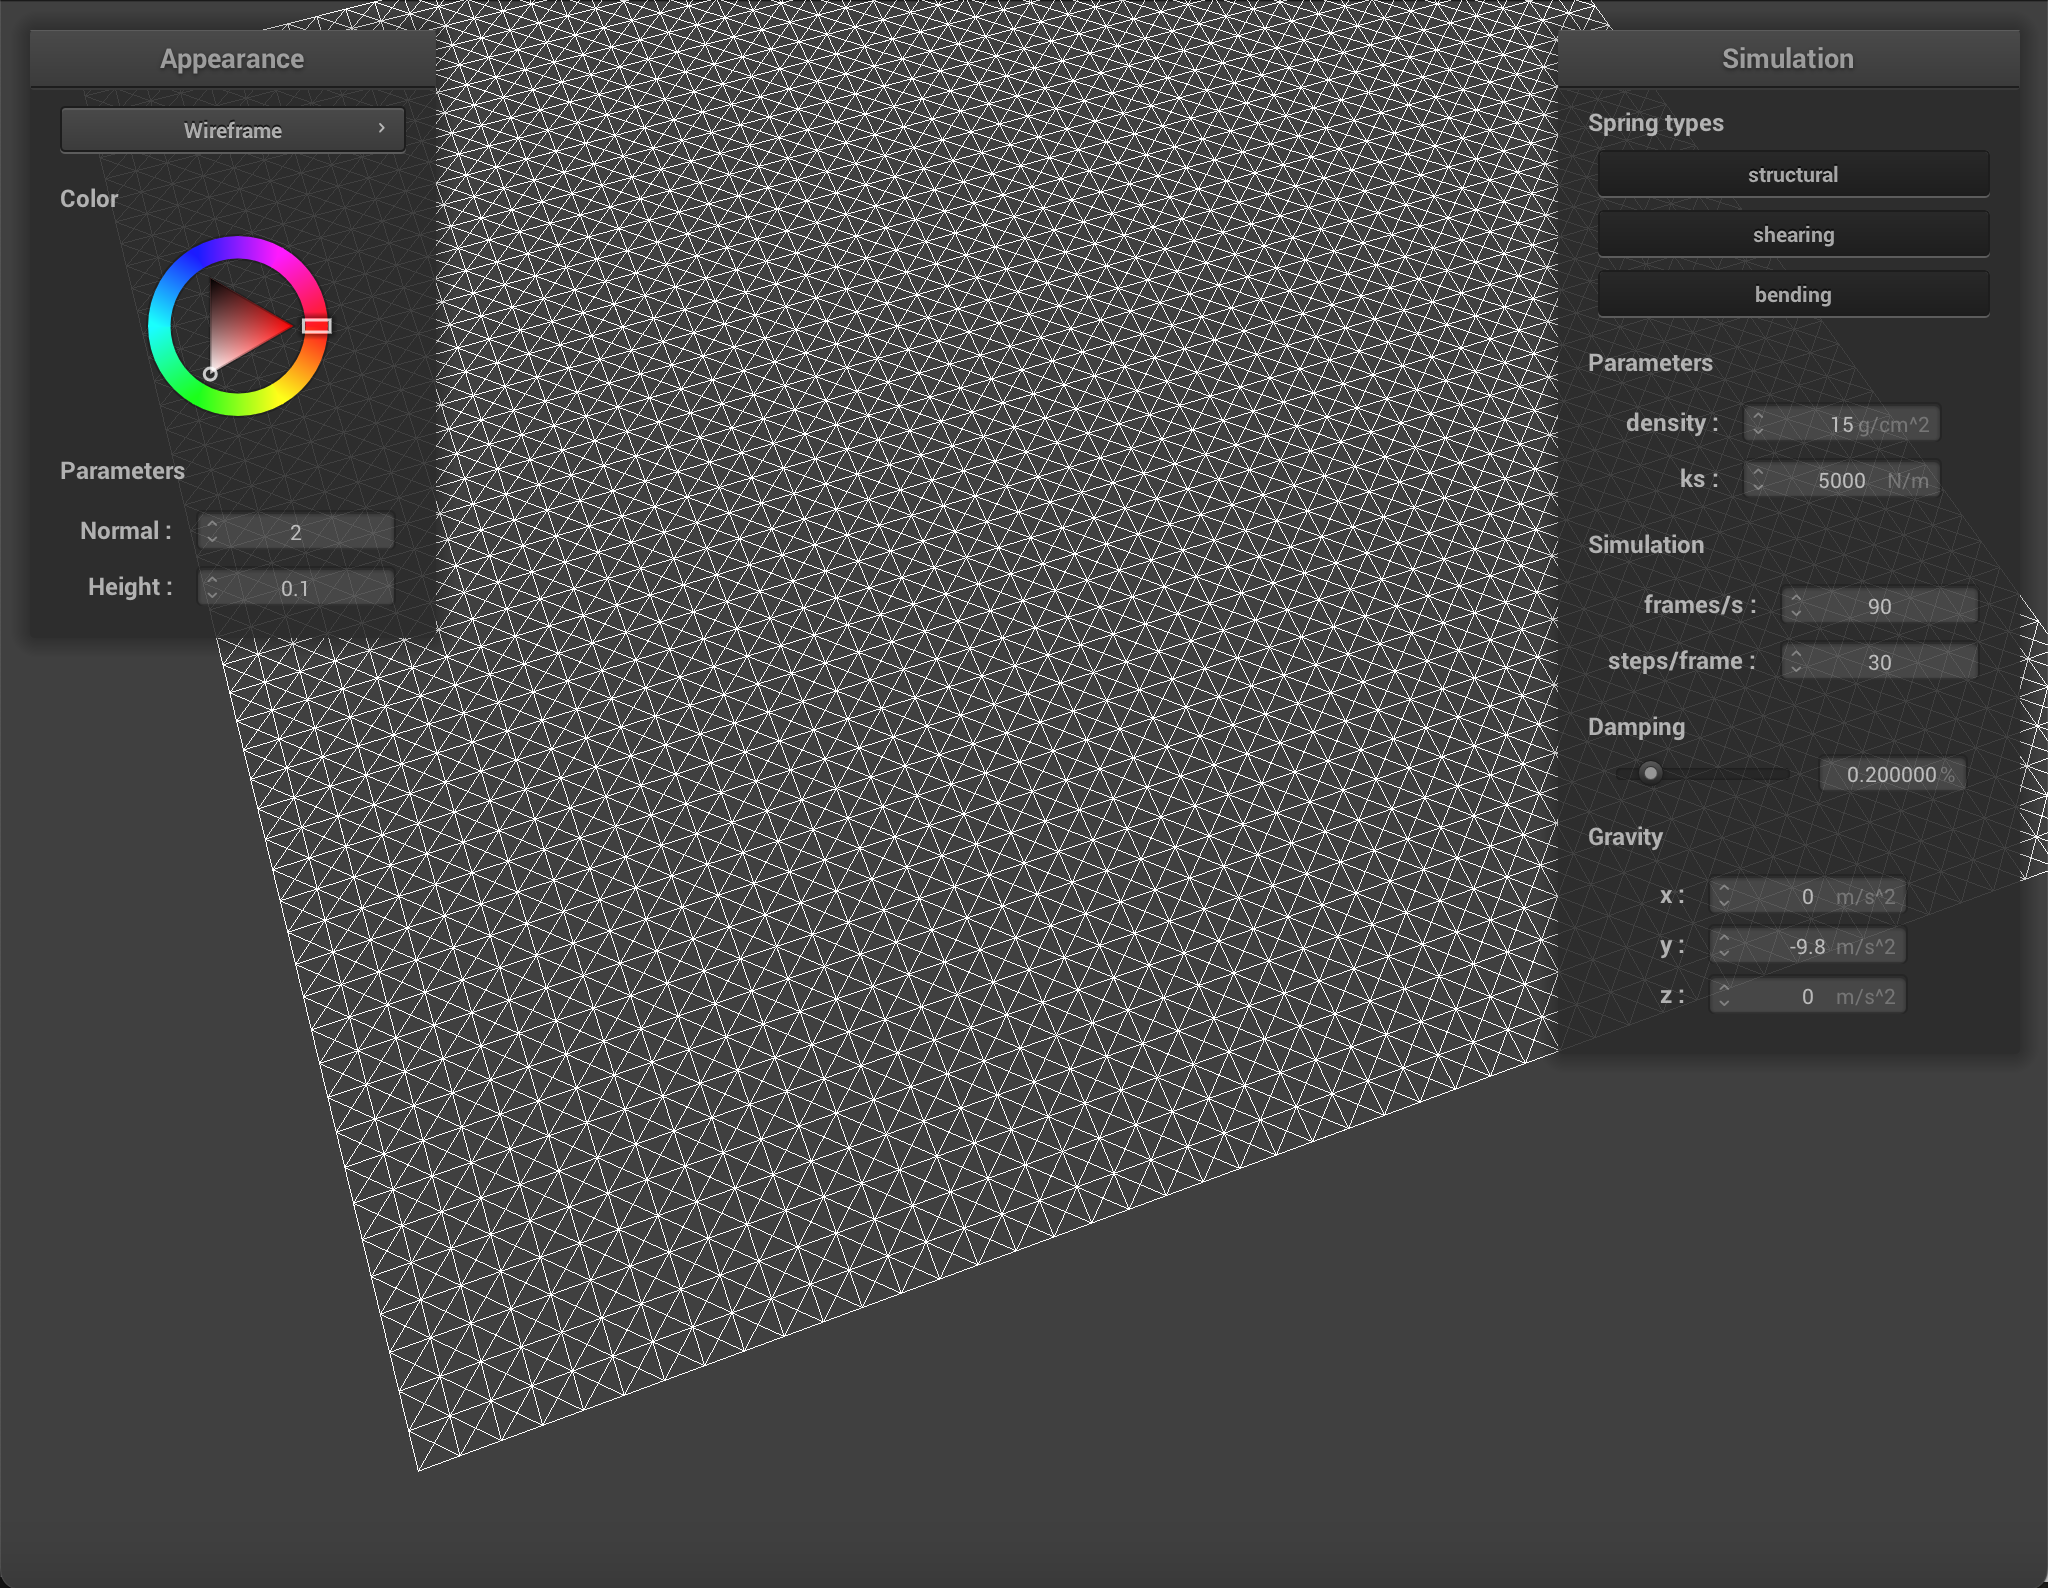 Appearance
Wireframe
Color
Parameters
Normal : 2
Height : 0.1
Simulation
Spring types
structural
shearing
bending
Parameters
density : 15 g/cm^2
ks : 5000 N/m
Simulation
frames/s : 90
steps/frame : 30
Damping
0.200000 %
Gravity
x : 0 m/s^2
y : -9.8 m/s^2
z : 0 m/s^2